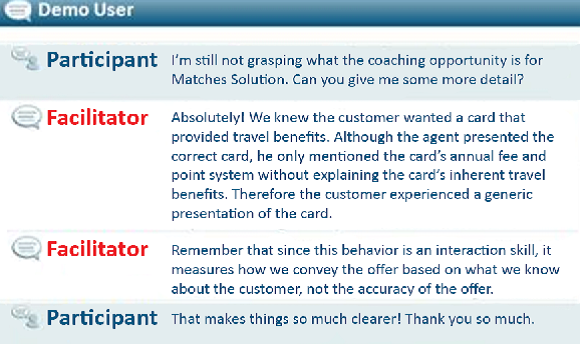 Demo User
Participant
I'm still not grasping what the coaching opportunity is for
Matches Solution. Can you give me some more detail?
Facilitator
Absolutely! We knew the customer wanted a card that
provided travel benefits. Although the agent presented the
correct card, he only mentioned the card's annual fee and
point system without explaining the card's inherent travel
benefits. Therefore the customer experienced a generic
presentation of the card.
Facilitator
Remember that since this behavior is an interaction skill, it
measures how we convey the offer based on what we know
about the customer, not the accuracy of the offer.
Participant
That makes things so much clearer! Thank you so much.